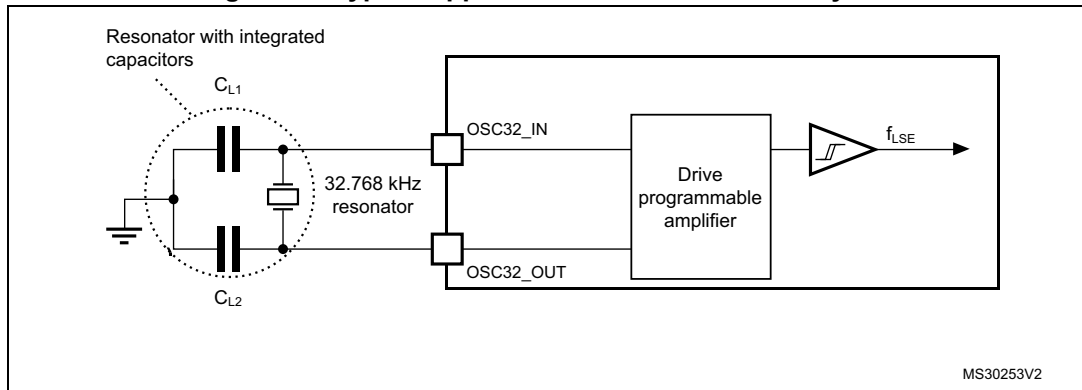 Resonator with integrated
capacitors
CL1
OSC32_IN
fLSE
32.768 kHz
resonator
Drive
programmable
amplifier
OSC32_OUT
CL2
MS30253V2